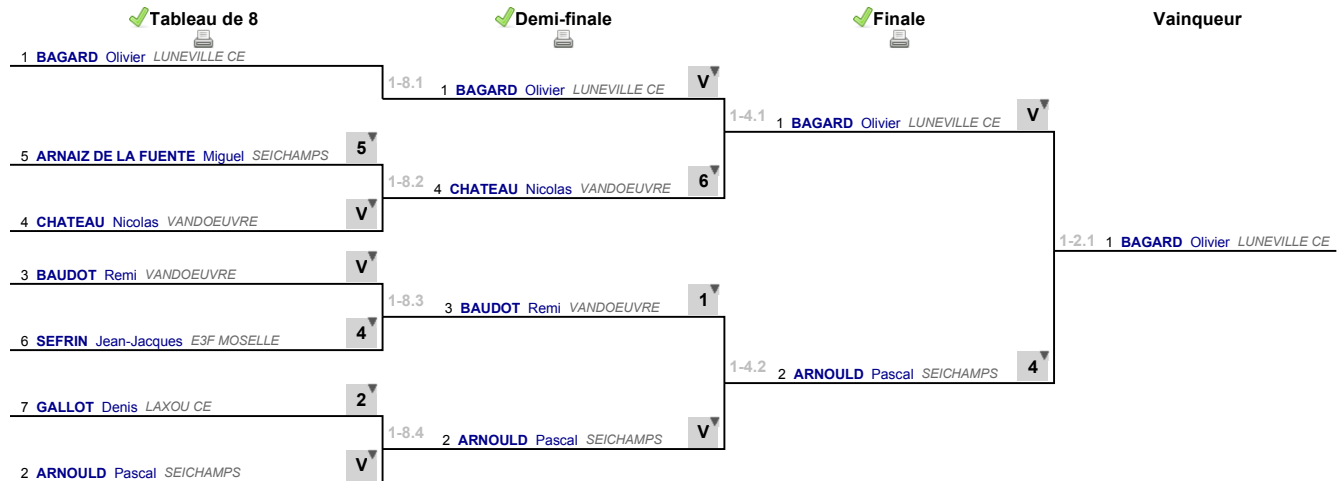 Tableau de 8 Demi-finale Finale Vainqueur
1 BAGARD Olivier LUNEVILLE CE
1-8.1 1 BAGARD Olivier LUNEVILLE CE V
1-4.1 1 BAGARD Olivier LUNEVILLE CE V
5 ARNAIZ DE LA FUENTE Miguel SEICHAMPS 5
1-8.2 4 CHATEAU Nicolas VANDOEUVRE 6
4 CHATEAU Nicolas VANDOEUVRE V
1-2.1 1 BAGARD Olivier LUNEVILLE CE
3 BAUDOT Remi VANDOEUVRE V
1-8.3 3 BAUDOT Remi VANDOEUVRE 1
6 SEFRIN Jean-Jacques E3F MOSELLE 4
1-4.2 2 ARNOULD Pascal SEICHAMPS 4
7 GALLOT Denis LAXOU CE 2
1-8.4 2 ARNOULD Pascal SEICHAMPS V
2 ARNOULD Pascal SEICHAMPS V